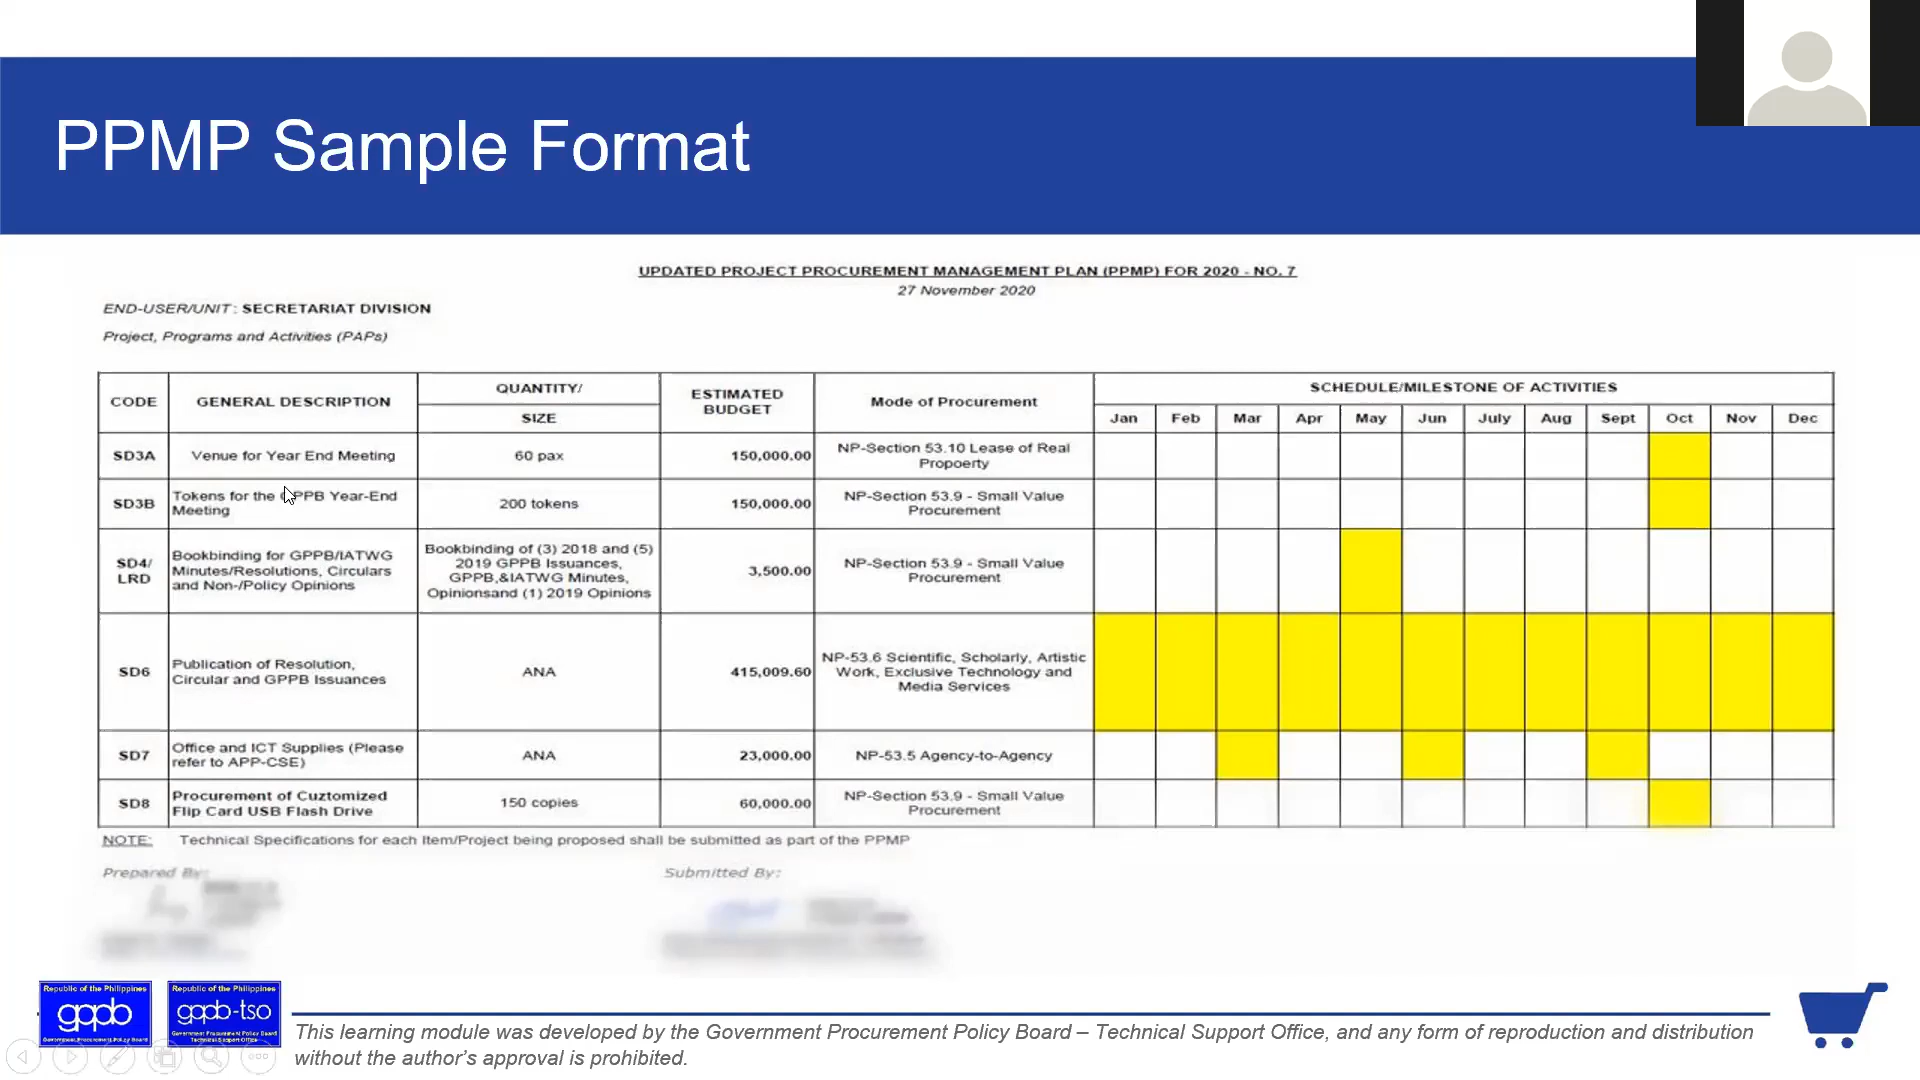 PPMP Sample Format
UPDATED PROJECT PROCUREMENT MANAGEMENT PLAN (PPMP) FOR 2020 - NO. 7
27 November 2020
END-USER/UNIT: SECRETARIAT DIVISION
Project, Programs and Activities (PAPs)
CODE
GENERAL DESCRIPTION
QUANTITY/
SIZE
ESTIMATED
BUDGET
Mode of Procurement
SCHEDULE/MILESTONE OF ACTIVITIES
Jan Feb Mar Apr May Jun July Aug Sept Oct Nov Dec
SD3A
Venue for Year End Meeting
60 pax
150,000.00
NP-Section 53.10 Lease of Real
Propoerty
SD3B
Tokens for the GPPB Year-End
Meeting
200 tokens
150,000.00
NP-Section 53.9 - Small Value
Procurement
SD4/
LRD
Bookbinding for GPPB/IATWG
Minutes/Resolutions, Circulars
and Non-/Policy Opinions
Bookbinding of (3) 2018 and (5)
2019 GPPB Issuances,
GPPB,&IATWG Minutes,
Opinionsand (1) 2019 Opinions
3,500.00
NP-Section 53.9 - Small Value
Procurement
SD6
Publication of Resolution,
Circular and GPPB Issuances
ANA
415,009.60
NP-53.6 Scientific, Scholarly, Artistic
Work, Exclusive Technology and
Media Services
SD7
Office and ICT Supplies (Please
refer to APP-CSE)
ANA
23,000.00
NP-53.5 Agency-to-Agency
SD8
Procurement of Cuztomized
Flip Card USB Flash Drive
150 copies
60,000.00
NP-Section 53.9 - Small Value
Procurement
NOTE: Technical Specifications for each Item/Project being proposed shall be submitted as part of the PPMP
Prepared By:
Submitted By:
Republic of the Philippines
gppb
Government Procurement Policy Board
Republic of the Philippines
gppb-tso
Government Procurement Policy Board
Technical Support Office
This learning module was developed by the Government Procurement Policy Board – Technical Support Office, and any form of reproduction and distribution
without the author's approval is prohibited.